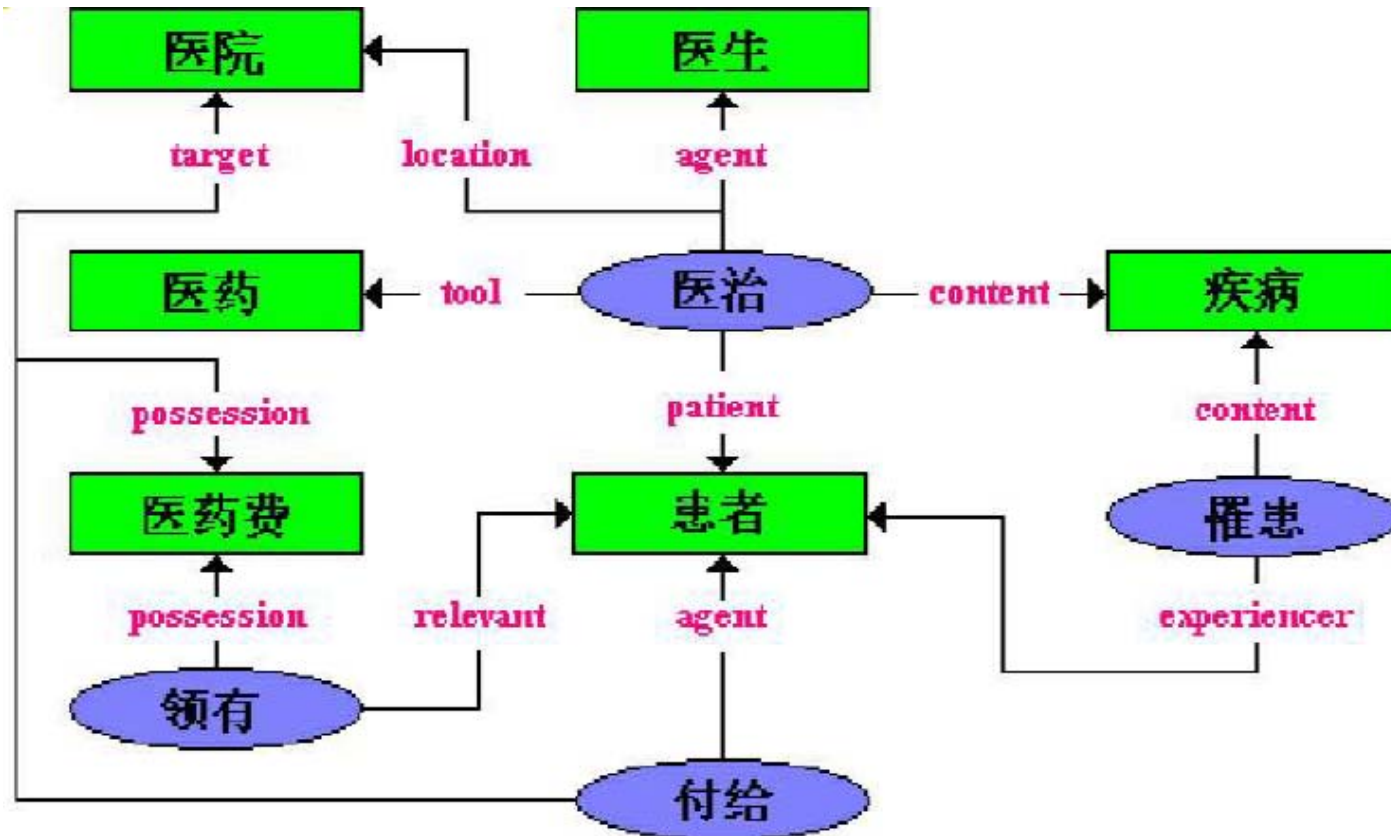 医院
医生
target
location
agent
医药
tool
医治
content
疾病
possession
patient
content
医药费
患者
罹患
possession
relevant
agent
experiencer
领有
付给